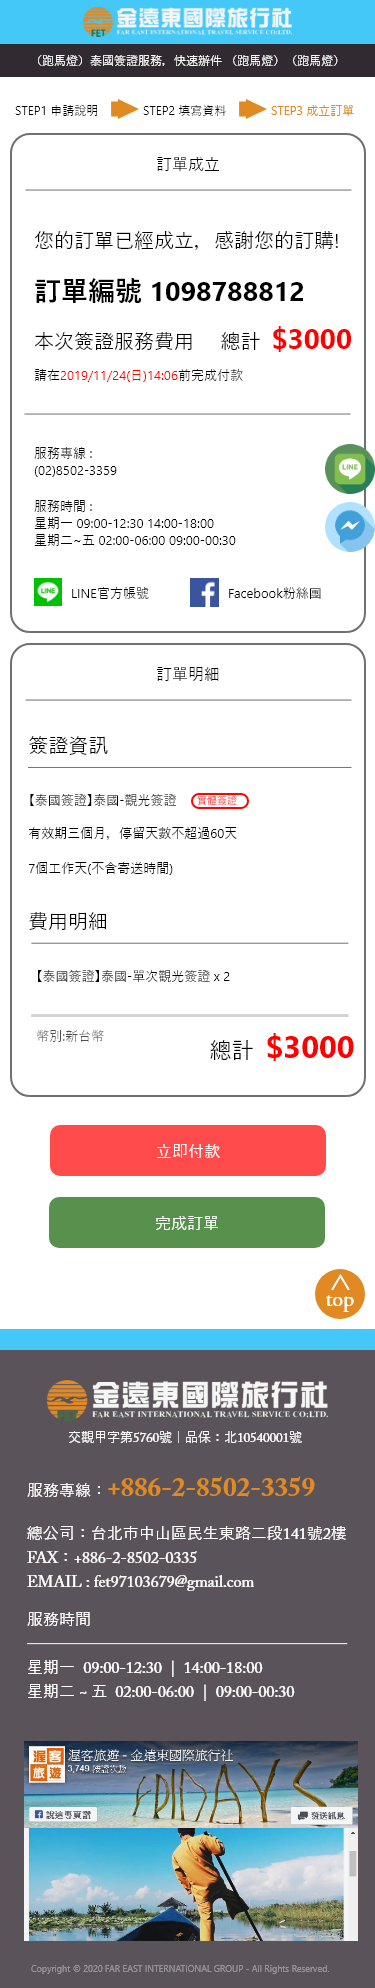 金遠東國際旅行社
FAR EAST INTERNATIONAL TRAVEL SERVICE CO.LTD.
FET
（跑馬燈）泰國簽證服務，快速辦件 （跑馬燈）（跑馬燈）
STEP1 申請說明
STEP2 填寫資料
STEP3 成立訂單
訂單成立
您的訂單已經成立，感謝您的訂購!
訂單編號 1098788812
本次簽證服務費用 總計 $3000
請在2019/11/24(日)14:06前完成付款
服務專線 :
(02)8502-3359
服務時間 :
星期一 09:00-12:30 14:00-18:00
星期二~五 02:00-06:00 09:00-00:30
LINE
LINE LINE官方帳號 Facebook粉絲團
訂單明細
簽證資訊
【泰國簽證】泰國-觀光簽證 實體簽證
有效期三個月，停留天數不超過60天
7個工作天(不含寄送時間)
費用明細
【泰國簽證】泰國-單次觀光簽證 x 2
幣別:新台幣
總計 $3000
立即付款
完成訂單
top
金遠東國際旅行社
FAR EAST INTERNATIONAL TRAVEL SERVICE CO.LTD.
FET
交觀甲字第5760號｜品保：北10540001號
服務專線：+886-2-8502-3359
總公司：台北市中山區民生東路二段141號2樓
FAX：+886-2-8502-0335
EMAIL : fet97103679@gmail.com
服務時間
星期一 09:00-12:30 | 14:00-18:00
星期二 ~ 五 02:00-06:00 | 09:00-00:30
渥客旅遊
渥客旅遊 - 金遠東國際旅行社
3,749 次
說這專頁讚
發送訊息
Copyright © 2020 FAR EAST INTERNATIONAL GROUP - All Rights Reserved.